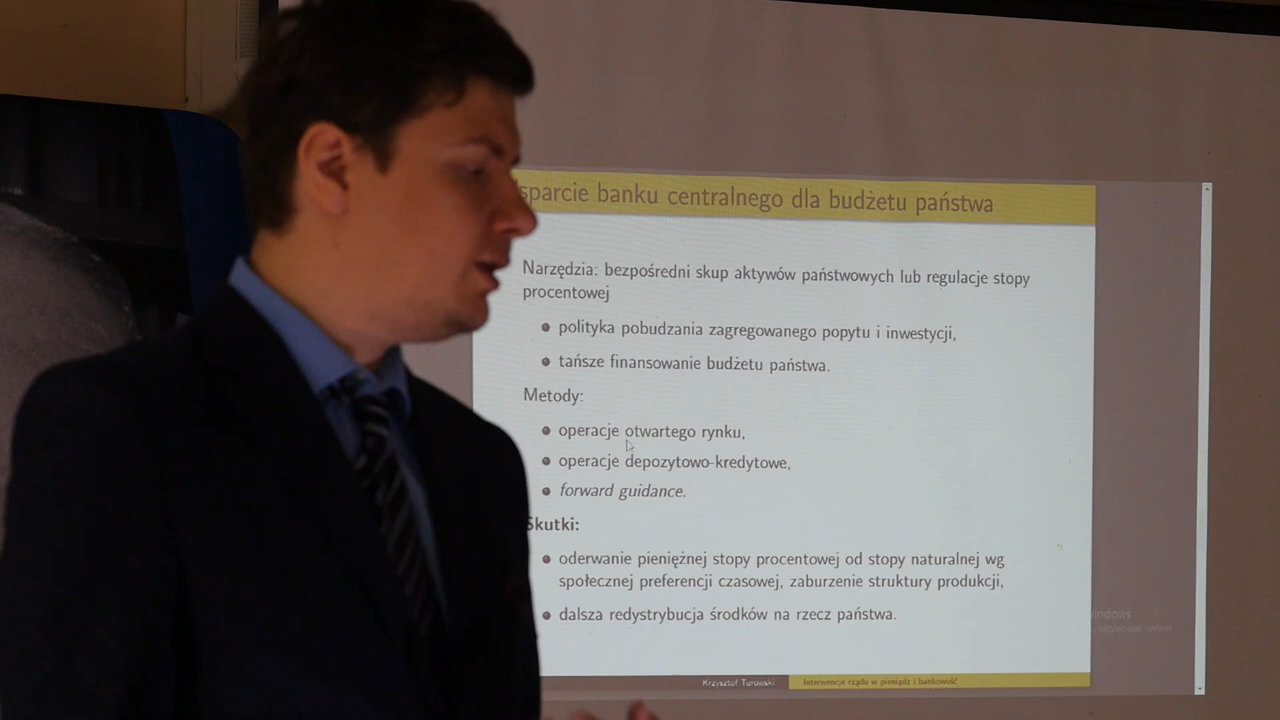 sparcie banku centralnego dla budżetu państwa
Narzędzia: bezpośredni skup aktywów państwowych lub regulacje stopy
procentowej
polityka pobudzania zagregowanego popytu i inwestycji,
tańsze finansowanie budżetu państwa.
Metody:
operacje otwartego rynku,
operacje depozytowo-kredytowe,
forward guidance.
Skutki:
oderwanie pieniężnej stopy procentowej od stopy naturalnej wg
społecznej preferencji czasowej, zaburzenie struktury produkcji,
dalsza redystrybucja środków na rzecz państwa.
indows
system
Krzysztof Turowski
Interwencje rządu w pieniądz i bankowość